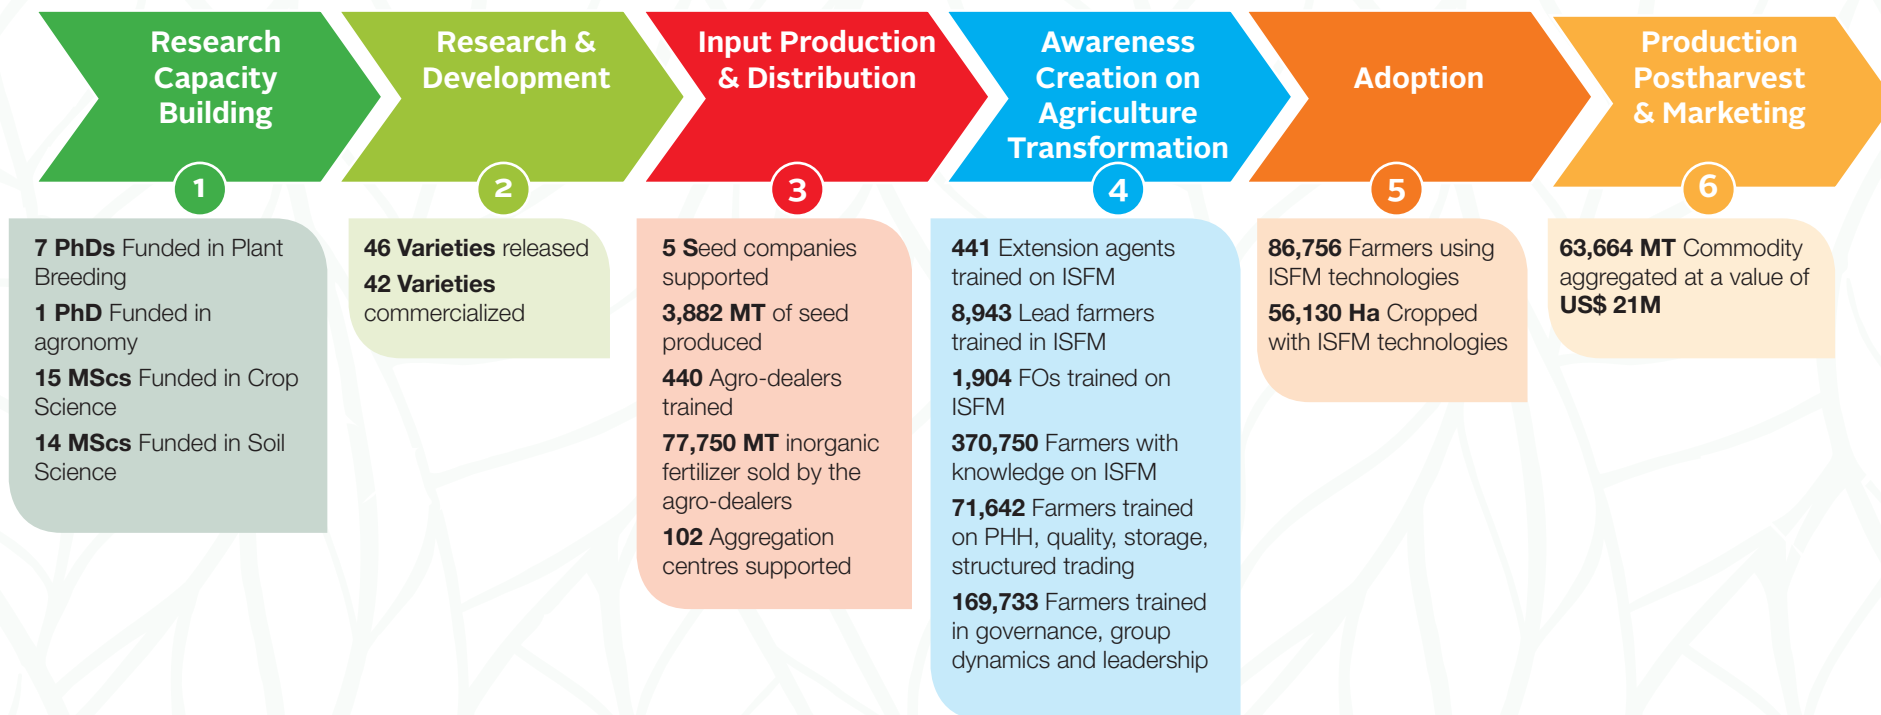 Research
Capacity
Building
1
7 PhDs Funded in Plant
Breeding
1 PhD Funded in
agronomy
15 MScs Funded in Crop
Science
14 MScs Funded in Soil
Science
Research &
Development
2
46 Varieties released
42 Varieties
commercialized
Input Production
& Distribution
3
5 Seed companies
supported
3,882 MT of seed
produced
440 Agro-dealers
trained
77,750 MT inorganic
fertilizer sold by the
agro-dealers
102 Aggregation
centres supported
Awareness
Creation on
Agriculture
Transformation
4
441 Extension agents
trained on ISFM
8,943 Lead farmers
trained in ISFM
1,904 FOs trained on
ISFM
370,750 Farmers with
knowledge on ISFM
71,642 Farmers trained
on PHH, quality, storage,
structured trading
169,733 Farmers trained
in governance, group
dynamics and leadership
Adoption
5
86,756 Farmers using
ISFM technologies
56,130 Ha Cropped
with ISFM technologies
Production
Postharvest
& Marketing
6
63,664 MT Commodity
aggregated at a value of
US$ 21M